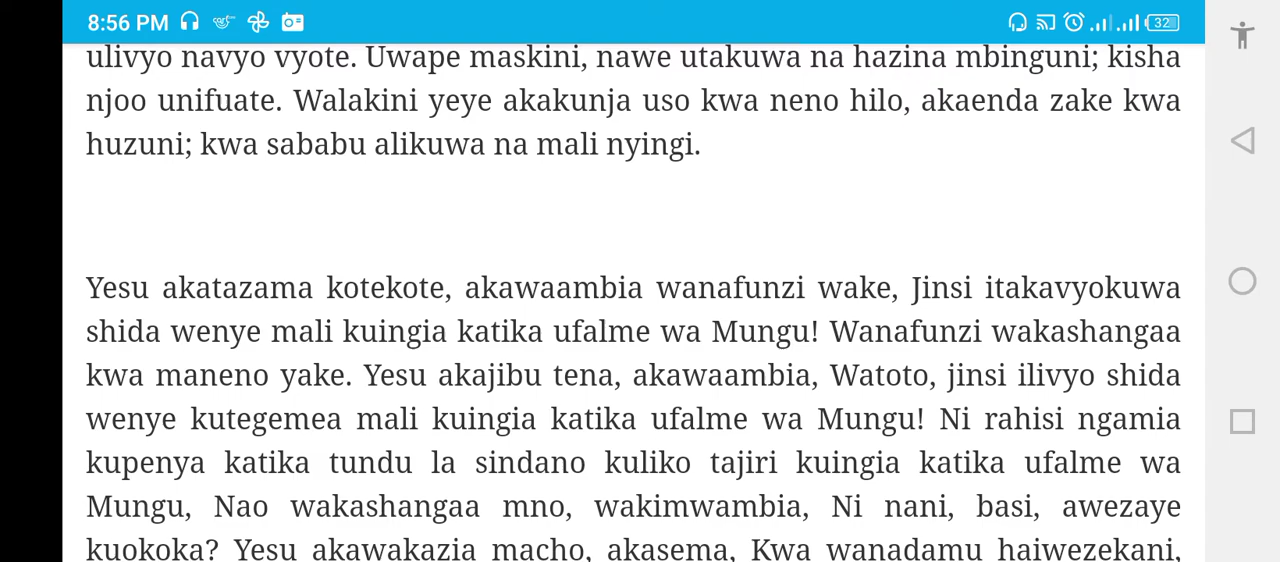 8:56 PM
32
ulivyo navyo vyote. Uwape maskini, nawe utakuwa na hazina mbinguni; kisha
njoo unifuate. Walakini yeye akakunja uso kwa neno hilo, akaenda zake kwa
huzuni; kwa sababu alikuwa na mali nyingi.
Yesu akatazama kotekote, akawaambia wanafunzi wake, Jinsi itakavyokuwa
shida wenye mali kuingia katika ufalme wa Mungu! Wanafunzi wakashangaa
kwa maneno yake. Yesu akajibu tena, akawaambia, Watoto, jinsi ilivyo shida
wenye kutegemea mali kuingia katika ufalme wa Mungu! Ni rahisi ngamia
kupenya katika tundu la sindano kuliko tajiri kuingia katika ufalme wa
Mungu, Nao wakashangaa mno, wakimwambia, Ni nani, basi, awezaye
kuokoka? Yesu akawakazia macho, akasema, Kwa wanadamu haiwezekani,